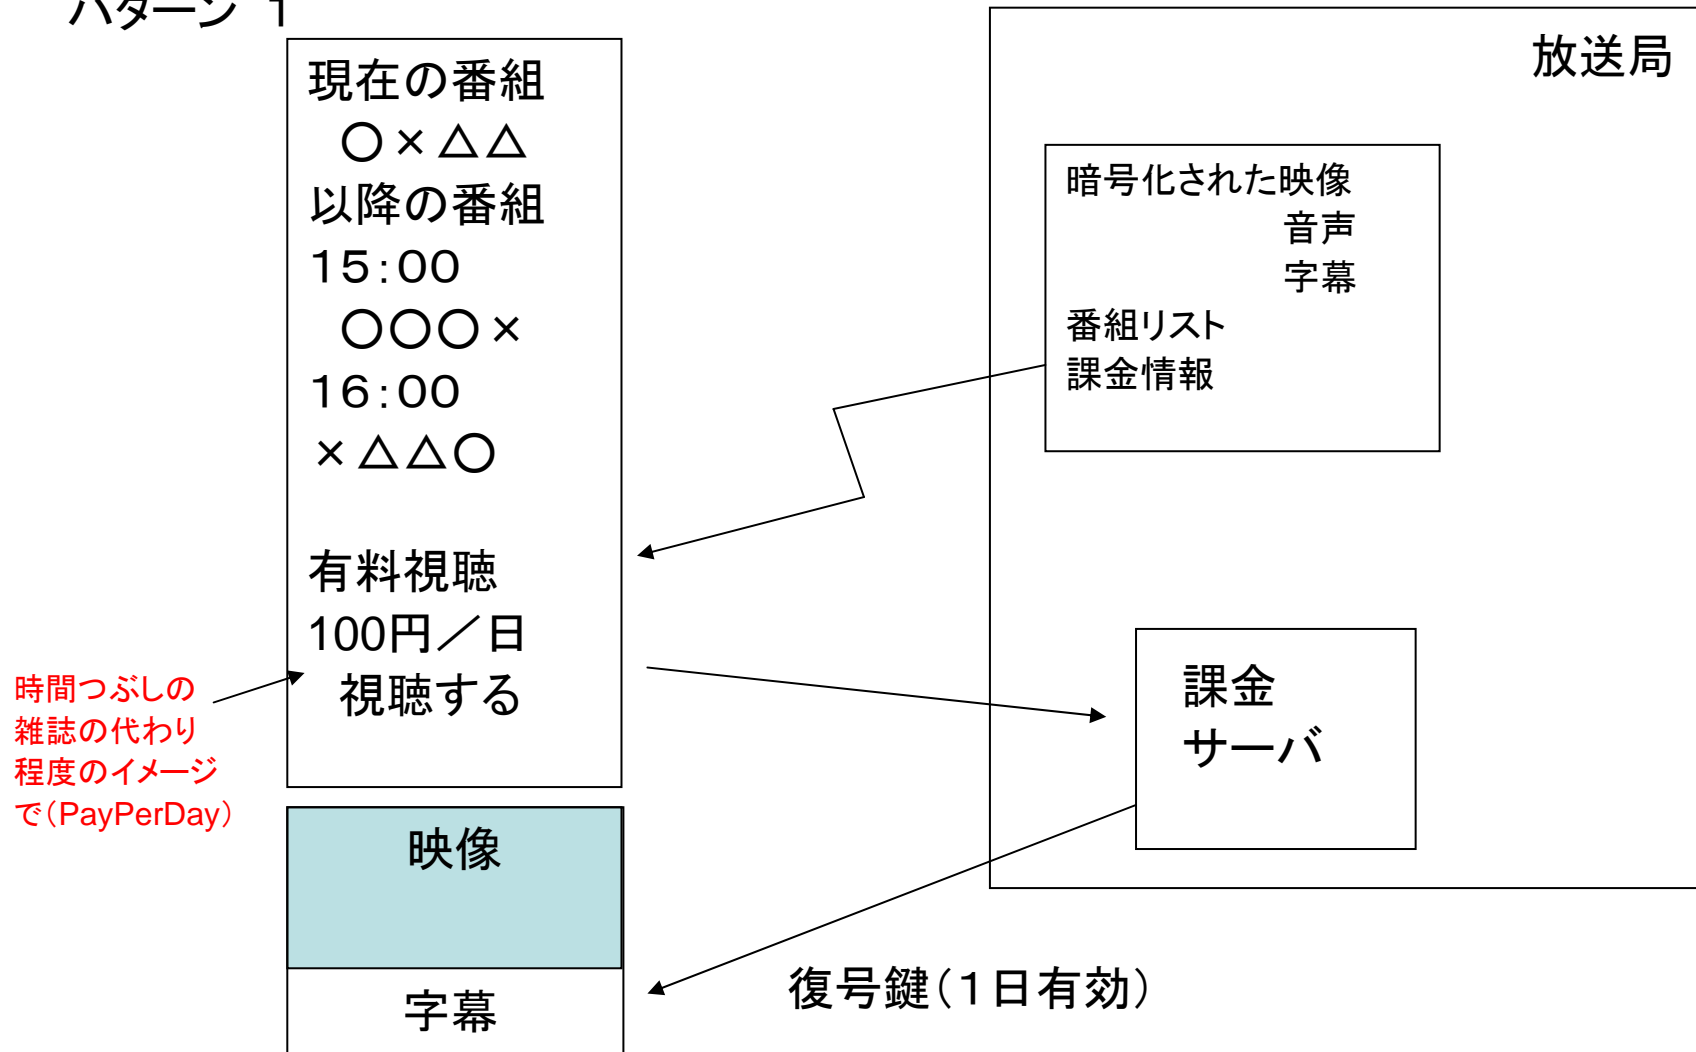 パターン 1
現在の番組
○×△△
以降の番組
15:00
○○○×
16:00
×△△○
有料視聴
100円／日
視聴する
時間つぶしの
雑誌の代わり
程度のイメージ
で（PayPerDay）
映像
字幕
放送局
暗号化された映像
音声
字幕
番組リスト
課金情報
課金
サーバ
復号鍵（１日有効）